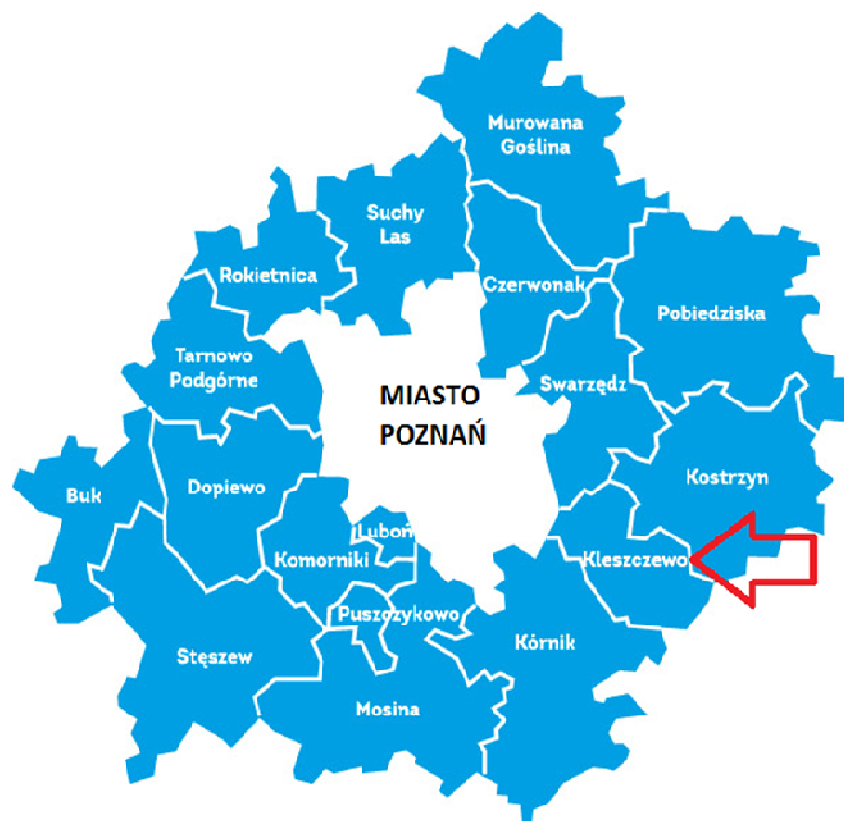 Murowana
Goślina
Suchy
Las
Rokietnica
Czerwonak
Pobiedziska
Tarnowo
Podgórne
Swarzędz
MIASTO
POZNAŃ
Kostrzyn
Buk
Dopiewo
Luboń
Komorniki
Kleszczewo
Puszczykowo
Kórnik
Stęszew
Mosina